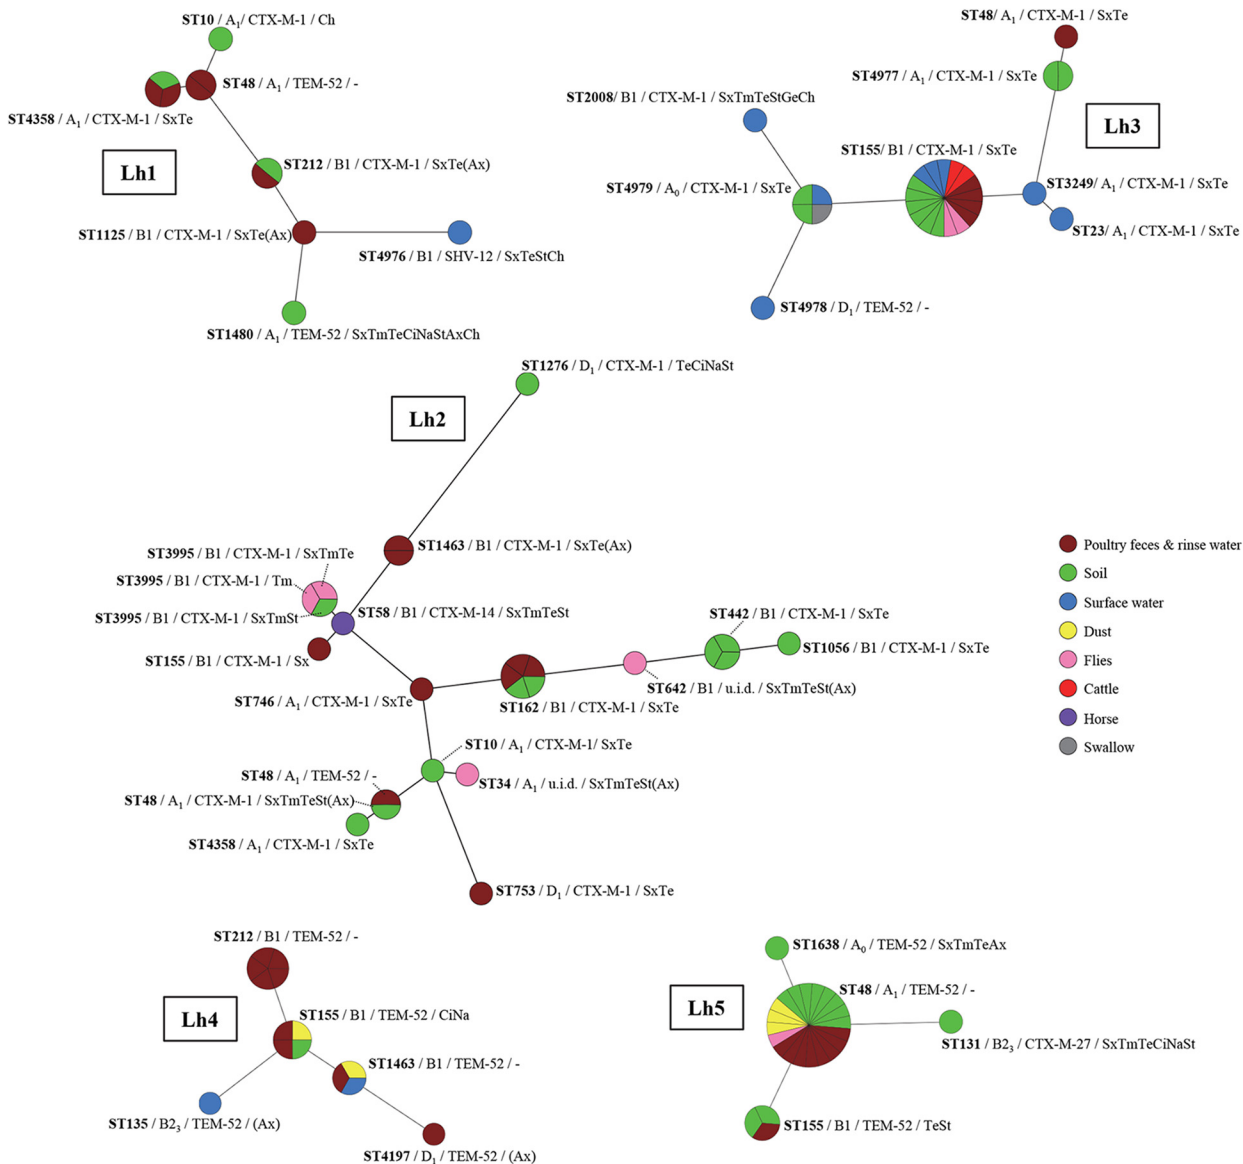 ST10 / A1/ CTX-M-1 / Ch
ST48 / A1 / TEM-52 / -
ST4358 / A1 / CTX-M-1 / SxTe
Lh1
ST212 / B1 / CTX-M-1 / SxTe(Ax)
ST1125 / B1 / CTX-M-1 / SxTe(Ax)
ST4976 / B1 / SHV-12 / SxTeStCh
ST1480 / A1 / TEM-52 / SxTmTeCiNaStAxCh
ST48 / A1 / CTX-M-1 / SxTe
ST4977 / A1 / CTX-M-1 / SxTe
ST2008/ B1 / CTX-M-1 / SxTmTeStGeCh
Lh3
ST155/ B1 / CTX-M-1 / SxTe
ST4979 / A0 / CTX-M-1 / SxTe
ST3249/ A1 / CTX-M-1 / SxTe
ST23/ A1 / CTX-M-1 / SxTe
ST4978 / D1 / TEM-52 / -
ST1276 / D1 / CTX-M-1 / TeCiNaSt
Lh2
ST1463 / B1 / CTX-M-1 / SxTe(Ax)
ST3995 / B1 / CTX-M-1 / SxTmTe
ST3995 / B1 / CTX-M-1 / Tm
ST3995 / B1 / CTX-M-1 / SxTmSt
ST58 / B1 / CTX-M-14 / SxTmTeSt
ST155 / B1 / CTX-M-1 / Sx
ST442 / B1 / CTX-M-1 / SxTe
ST1056 / B1 / CTX-M-1 / SxTe
ST642 / B1 / u.i.d. / SxTmTeSt(Ax)
ST746 / A1 / CTX-M-1 / SxTe
ST162 / B1 / CTX-M-1 / SxTe
ST10 / A1 / CTX-M-1/ SxTe
ST48 / A1 / TEM-52 / -
ST34 / A1 / u.i.d. / SxTmTeSt(Ax)
ST48 / A1 / CTX-M-1 / SxTmTeSt(Ax)
ST4358 / A1 / CTX-M-1 / SxTe
ST753 / D1 / CTX-M-1 / SxTe
Poultry feces & rinse water
Soil
Surface water
Dust
Flies
Cattle
Horse
Swallow
ST212 / B1 / TEM-52 / -
Lh4
ST155 / B1 / TEM-52 / CiNa
ST1463 / B1 / TEM-52 / -
ST135 / B23 / TEM-52 / (Ax)
ST4197 / D1 / TEM-52 / (Ax)
ST1638 / A0 / TEM-52 / SxTmTeAx
ST48 / A1 / TEM-52 / -
Lh5
ST131 / B23 / CTX-M-27 / SxTmTeCiNaSt
ST155 / B1 / TEM-52 / TeSt